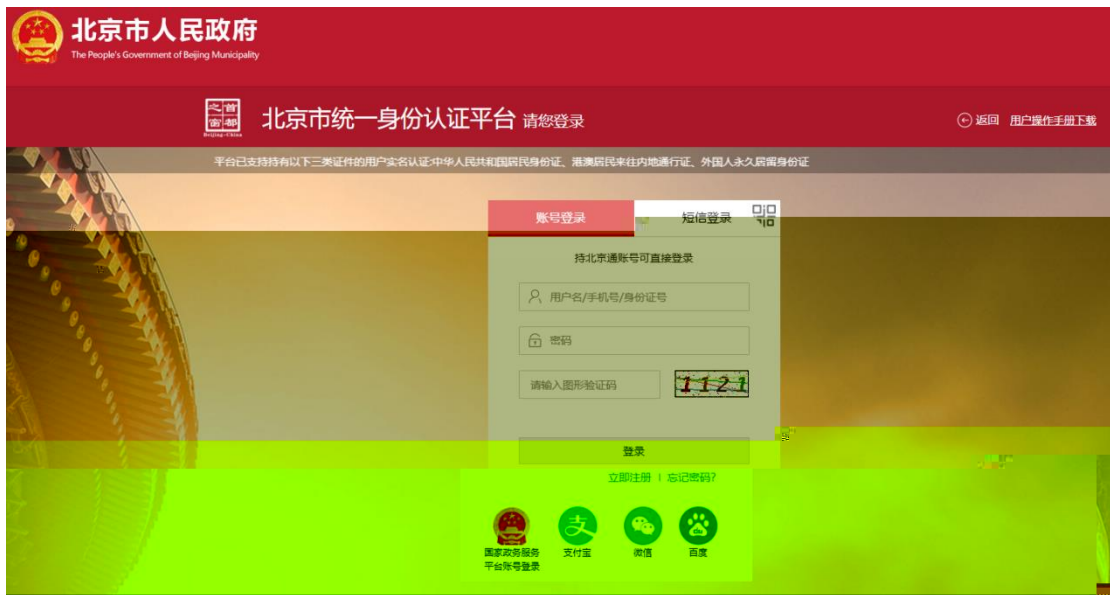 北京市人民政府
The People's Government of Beijing Municipality
首都之窗
Beijing-China
北京市统一身份认证平台 请您登录
返回 用户操作手册下载
平台已支持持有以下三类证件的用户实名认证:中华人民共和国居民身份证、港澳居民来往内地通行证、外国人永久居留身份证
账号登录 短信登录
持北京通账号可直接登录
用户名/手机号/身份证号
密码
请输入图形验证码 1121
登录
立即注册 | 忘记密码?
支
du
国家政务服务
平台账号登录
支付宝
微信
百度